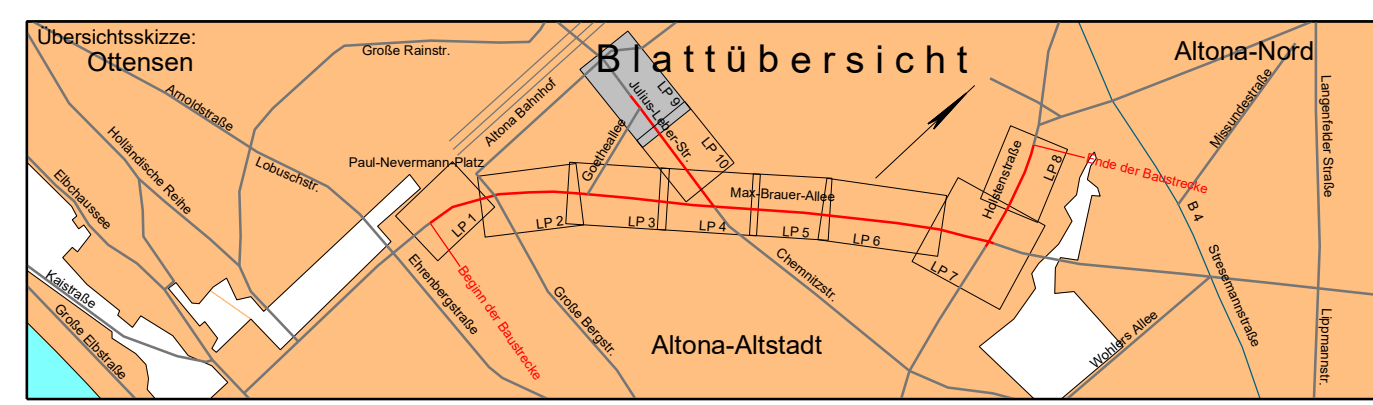 Übersichtsskizze:
Ottensen
Blattübersicht
Altona-Nord
Große Rainstr.
Arnoldstraße
Altona Bahnhof
Julius-Leber-Str.
LP 9
LP 10
Missundestraße
Langenfelder Straße
Holländische Reihe
Lobuschstr.
Paul-Nevermann-Platz
Goetheallee
Max-Brauer-Allee
Holstenstraße
LP 8
Ende der Baustrecke
B 4
Elbchaussee
LP 1
LP 2
LP 3
LP 4
LP 5
LP 6
LP 7
Kaistraße
Große Elbstraße
Ehrenbergstraße
Beginn der Baustrecke
Große Bergstr.
Chemnitzstr.
Stresemannstraße
Altona-Altstadt
Wohlers Allee
Lippmannstr.